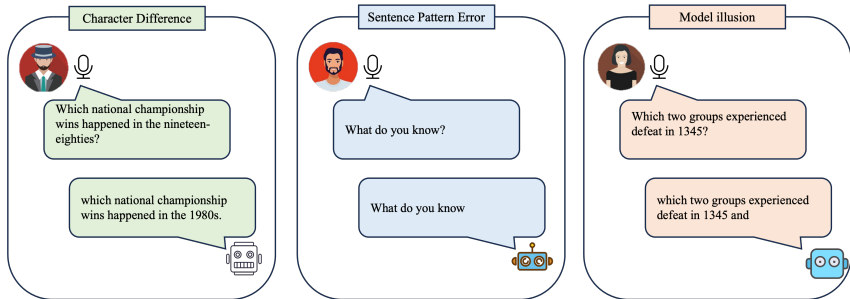 Character Difference
Which national championship
wins happened in the nineteen-
eighties?
which national championship
wins happened in the 1980s.
Sentence Pattern Error
What do you know?
What do you know
Model illusion
Which two groups experienced
defeat in 1345?
which two groups experienced
defeat in 1345 and